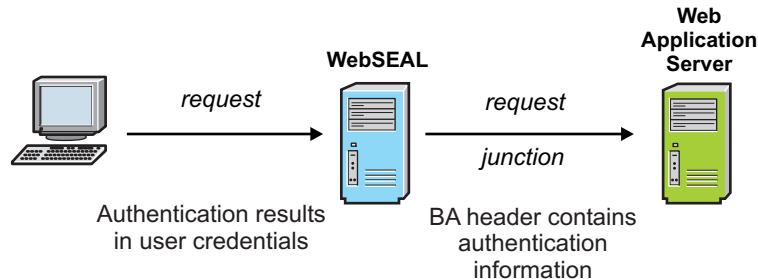 Web
Application
Server
WebSEAL
request
request
junction
Authentication results
in user credentials
BA header contains
authentication
information